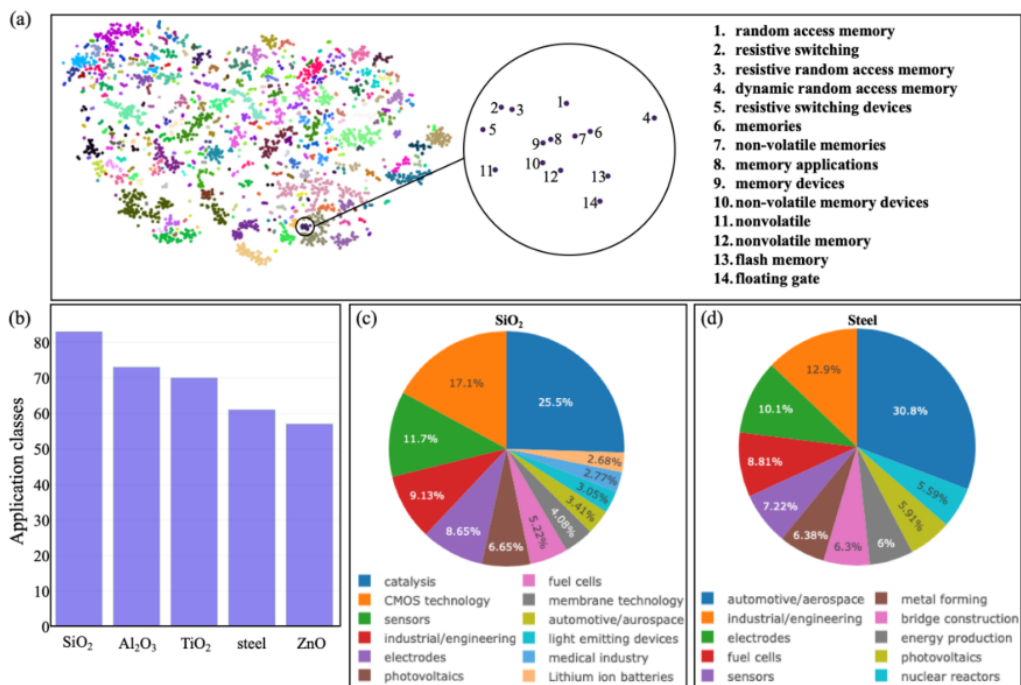 (a)
1. random access memory
2. resistive switching
3. resistive random access memory
4. dynamic random access memory
5. resistive switching devices
6. memories
7. non-volatile memories
8. memory applications
9. memory devices
10. non-volatile memory devices
11. nonvolatile
12. nonvolatile memory
13. flash memory
14. floating gate
1
2
3
4
5
6
7
8
9
10
11
12
13
14
(b)
Application classes
80
70
60
50
40
30
20
10
0
SiO₂
Al₂O₃
TiO₂
steel
ZnO
(c)
SiO₂
25.5%
17.1%
11.7%
9.13%
8.65%
6.65%
5.22%
4.08%
3.41%
3.05%
2.77%
2.68%
catalysis
CMOS technology
sensors
industrial/engineering
electrodes
photovoltaics
fuel cells
membrane technology
automotive/aurospace
light emitting devices
medical industry
Lithium ion batteries
(d)
Steel
30.8%
12.9%
10.1%
8.81%
7.22%
6.38%
6.3%
6%
5.91%
5.59%
automotive/aerospace
industrial/engineering
electrodes
fuel cells
sensors
metal forming
bridge construction
energy production
photovoltaics
nuclear reactors